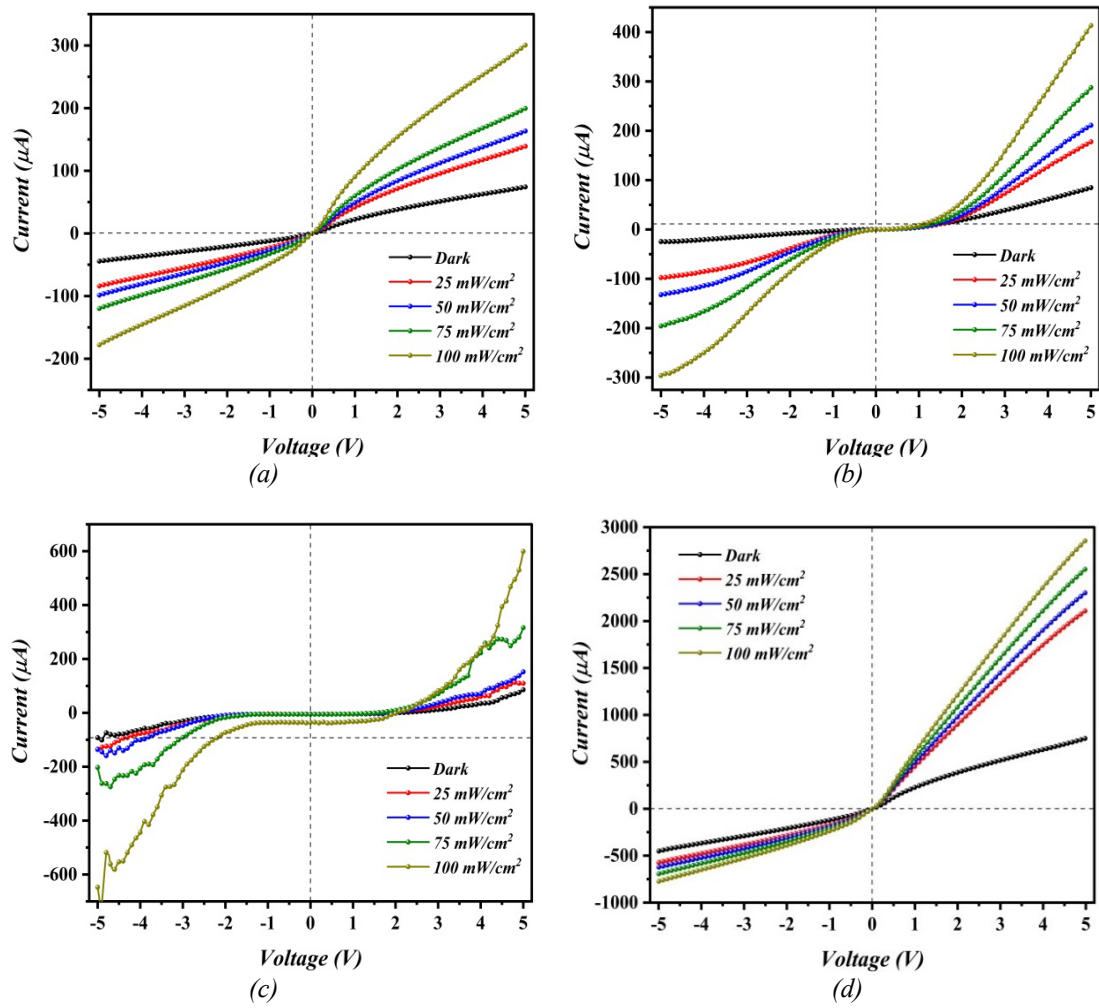 300
200
100
0
-100
-200
Current (μA)
Dark
25 mW/cm²
50 mW/cm²
75 mW/cm²
100 mW/cm²
-5 -4 -3 -2 -1 0 1 2 3 4 5
Voltage (V)
(a)
400
300
200
100
0
-100
-200
-300
Current (μA)
Dark
25 mW/cm²
50 mW/cm²
75 mW/cm²
100 mW/cm²
-5 -4 -3 -2 -1 0 1 2 3 4 5
Voltage (V)
(b)
600
400
200
0
-200
-400
-600
Current (μA)
Dark
25 mW/cm²
50 mW/cm²
75 mW/cm²
100 mW/cm²
-5 -4 -3 -2 -1 0 1 2 3 4 5
Voltage (V)
(c)
3000
2500
2000
1500
1000
500
0
-500
-1000
Current (μA)
Dark
25 mW/cm²
50 mW/cm²
75 mW/cm²
100 mW/cm²
-5 -4 -3 -2 -1 0 1 2 3 4 5
Voltage (V)
(d)